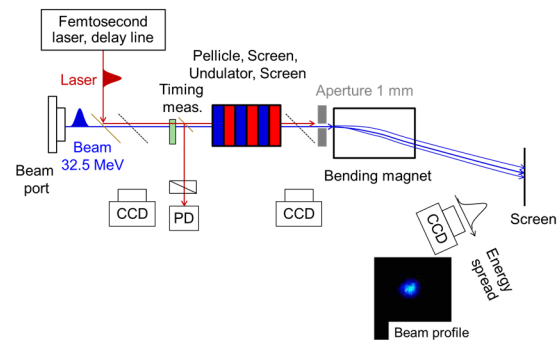 Femtosecond
laser, delay line
Laser
Pellicle, Screen,
Undulator, Screen
Timing
meas.
Aperture 1 mm
Beam
32.5 MeV
Beam
port
Bending magnet
CCD
PD
CCD
CCD
Screen
Energy
spread
Beam profile